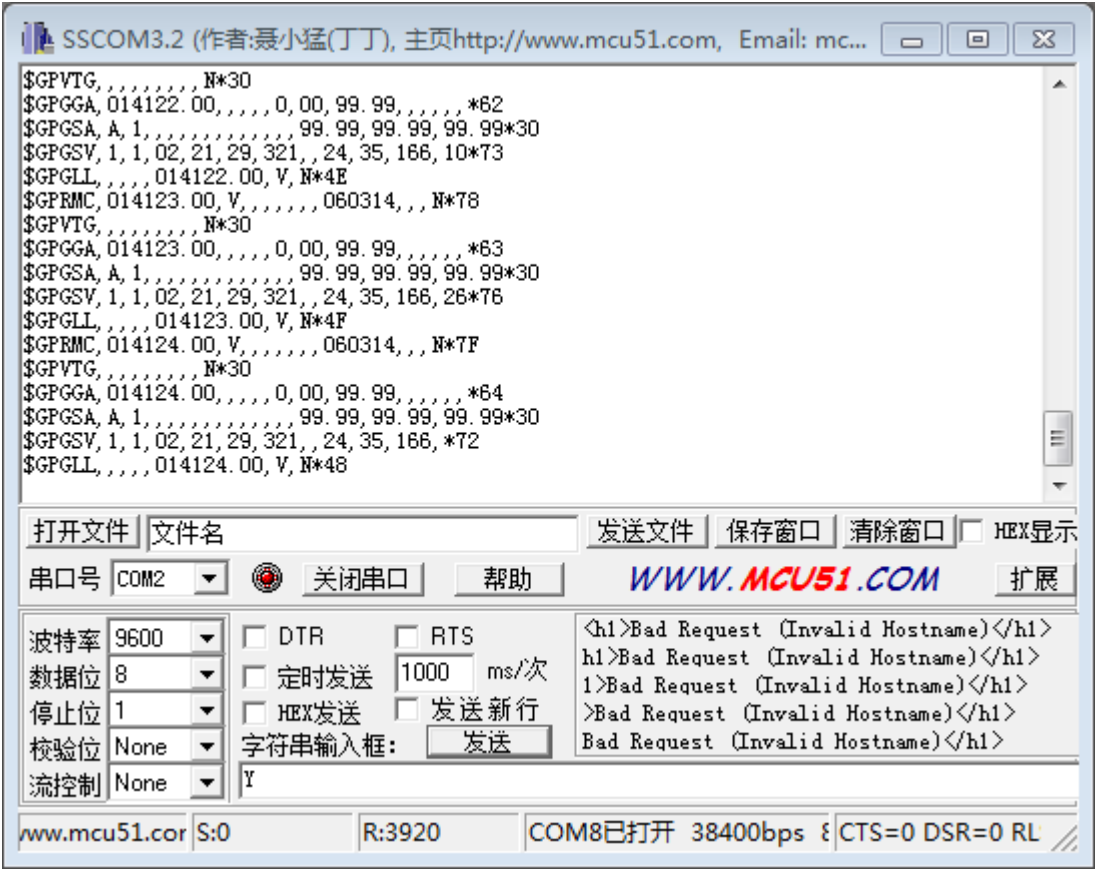 SSCOM3.2 (作者:聂小猛(丁丁), 主页http://www.mcu51.com,  Email: mc...
$GPVTG,,,,,,,,,N*30
$GPGGA,014122.00,,,,,0,00,99.99,,,,,,*62
$GPGSA,A,1,,,,,,,,,,,,,99.99,99.99,99.99*30
$GPGSV,1,1,02,21,29,321,,24,35,166,10*73
$GPGLL,,,,,014122.00,V,N*4E
$GPRMC,014123.00,V,,,,,,,060314,,,N*78
$GPVTG,,,,,,,,,N*30
$GPGGA,014123.00,,,,,0,00,99.99,,,,,,*63
$GPGSA,A,1,,,,,,,,,,,,,99.99,99.99,99.99*30
$GPGSV,1,1,02,21,29,321,,24,35,166,26*76
$GPGLL,,,,,014123.00,V,N*4F
$GPRMC,014124.00,V,,,,,,,060314,,,N*7F
$GPVTG,,,,,,,,,N*30
$GPGGA,014124.00,,,,,0,00,99.99,,,,,,*64
$GPGSA,A,1,,,,,,,,,,,,,99.99,99.99,99.99*30
$GPGSV,1,1,02,21,29,321,,24,35,166,*72
$GPGLL,,,,,014124.00,V,N*48
打开文件 文件名 发送文件 保存窗口 清除窗口 HEX显示
串口号 COM2 关闭串口 帮助 WWW.MCU51.COM 扩展
波特率 9600 DTR RTS
数据位 8 定时发送 1000 ms/次
停止位 1 HEX发送 发送新行
校验位 None 字符串输入框: 发送
流控制 None Y
<h1>Bad Request (Invalid Hostname)</h1>
h1>Bad Request (Invalid Hostname)</h1>
1>Bad Request (Invalid Hostname)</h1>
>Bad Request (Invalid Hostname)</h1>
Bad Request (Invalid Hostname)</h1>
www.mcu51.cor S:0 R:3920 COM8已打开 38400bps 8 CTS=0 DSR=0 RL